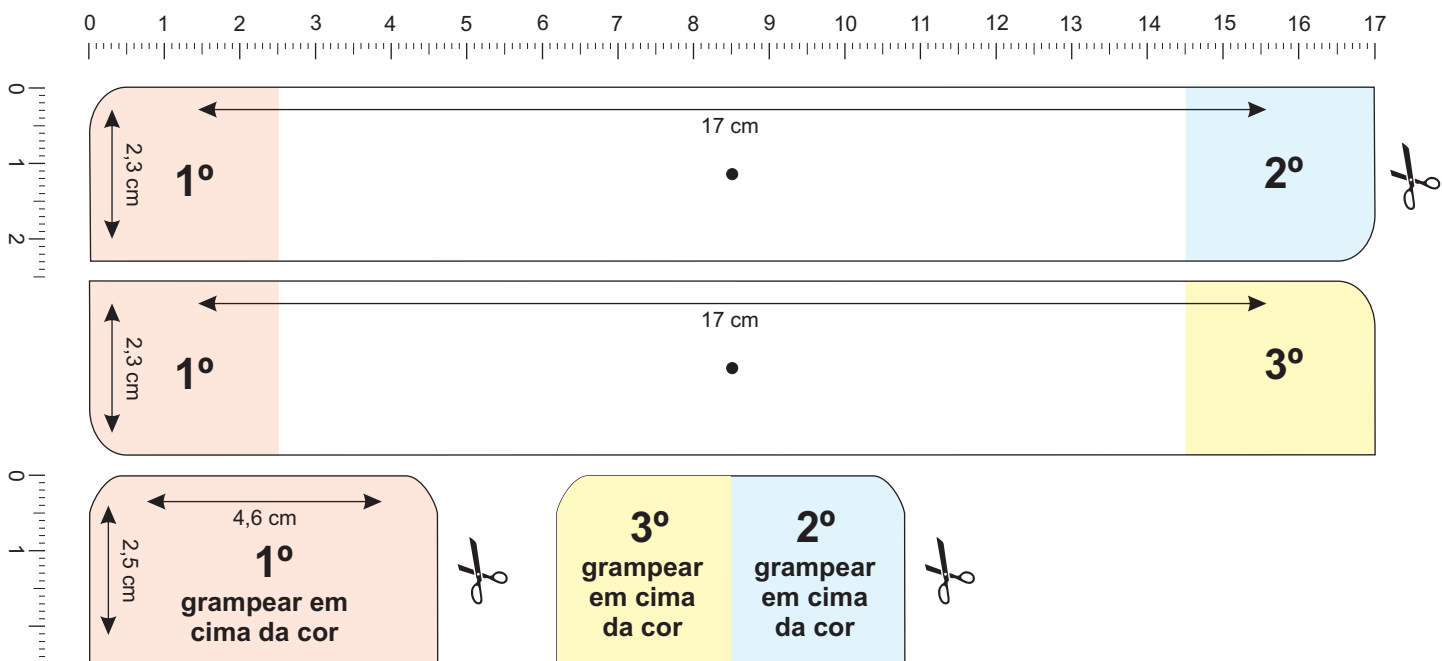 0 1 2 3 4 5 6 7 8 9 10 11 12 13 14 15 16 17
0
1
2
17 cm
2,3 cm
1º
2º
17 cm
2,3 cm
1º
3º
0
1
4,6 cm
2,5 cm
1º
grampear em
cima da cor
3º
grampear
em cima
da cor
2º
grampear
em cima
da cor